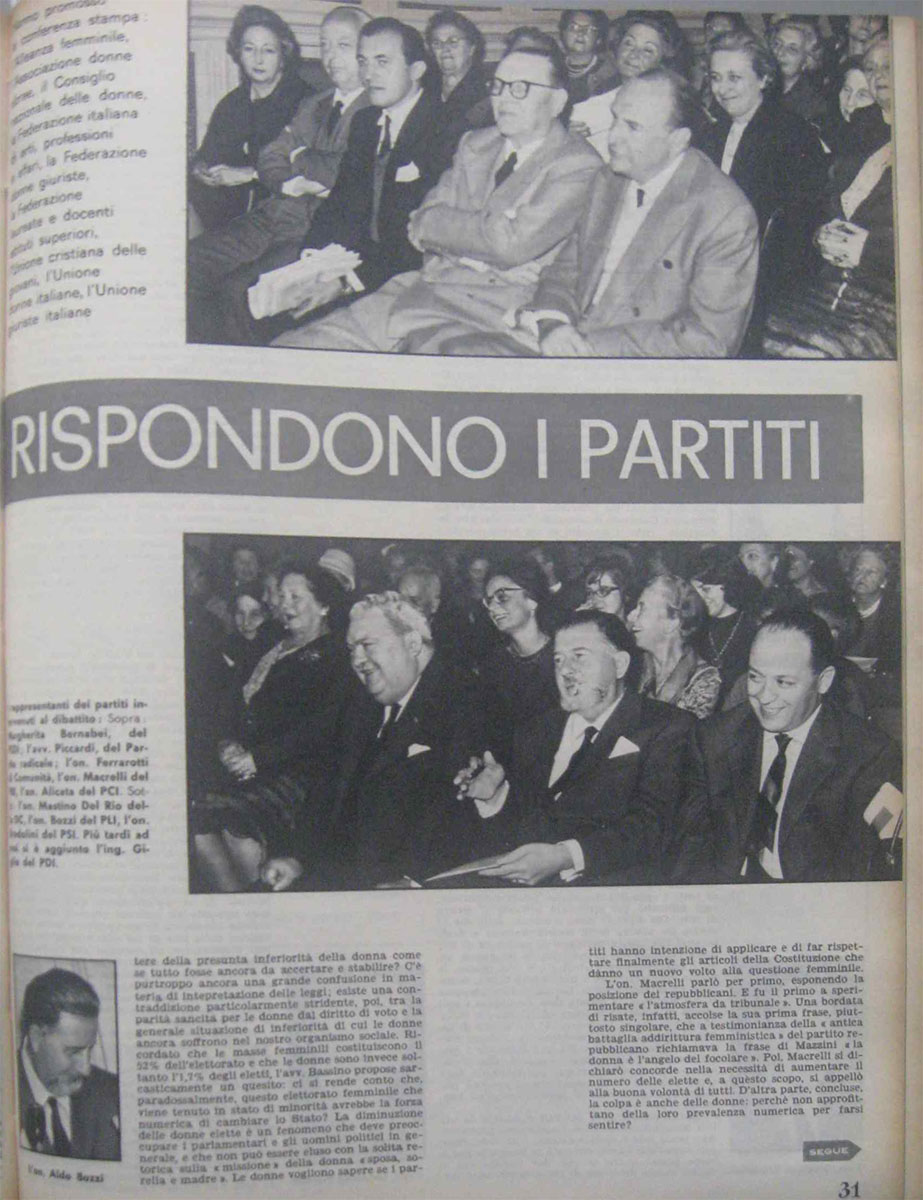 promosso
conferenza stampa:
femminile,
donne
il Consiglio
delle donne,
Federazione italiana
arti, professioni
affari, la Federazione
giuriste,
Federazione
e docenti
superiori,
cristiana delle
l'Unione
donne italiane, l'Unione
giuriste italiane
RISPONDONO I PARTITI
dei partiti in-
al dibattito: Sopra:
Bernabei, del
l'avv. Piccardi, del Par-
radicale; l'on. Ferrarotti
Comunità, l'on. Macrelli del
l'on. Alicata del PCI. Sot-
l'on. Mastino Del Rio del-
DC, l'on. Bozzi del PLI, l'on.
del PSI. Più tardi ad
si è aggiunto l'ing. Gi-
del PDI.
l'on. Aldo Bozzi
tere della presunta inferiorità della donna come
se tutto fosse ancora da accertare e stabilire? C'è
purtroppo ancora una grande confusione in ma-
teria di intepretazione delle leggi; esiste una con-
traddizione particolarmente stridente, poi, tra la
parità sancita per le donne dal diritto di voto e la
generale situazione di inferiorità di cui le donne
ancora soffrono nel nostro organismo sociale. Ri-
cordato che le masse femminili costituiscono il
52% dell'elettorato e che le donne sono invece sol-
tanto l'1,7% degli eletti, l'avv. Bassino propose sar-
casticamente un quesito: ci si rende conto che,
paradossalmente, questo elettorato femminile che
viene tenuto in stato di minorità avrebbe la forza
numerica di cambiare lo Stato? La diminuzione
delle donne elette è un fenomeno che deve preoc-
cupare i parlamentari e gli uomini politici in ge-
nerale, e che non può essere eluso con la solita re-
torica sulla « missione » della donna « sposa, so-
rella e madre ». Le donne vogliono sapere se i par-
titi hanno intenzione di applicare e di far rispet-
tare finalmente gli articoli della Costituzione che
dànno un nuovo volto alla questione femminile.
L'on. Macrelli parlò per primo, esponendo la
posizione dei repubblicani. E fu il primo a speri-
mentare « l'atmosfera da tribunale ». Una bordata
di risate, infatti, accolse la sua prima frase, piut-
tosto singolare, che a testimonianza della « antica
battaglia addirittura femministica » del partito re-
pubblicano richiamava la frase di Mazzini « la
donna è l'angelo del focolare ». Poi, Macrelli si di-
chiarò concorde nella necessità di aumentare il
numero delle elette e, a questo scopo, si appellò
alla buona volontà di tutti. D'altra parte, concluse,
la colpa è anche delle donne: perchè non approfit-
tano della loro prevalenza numerica per farsi
sentire?
SEGUE
31